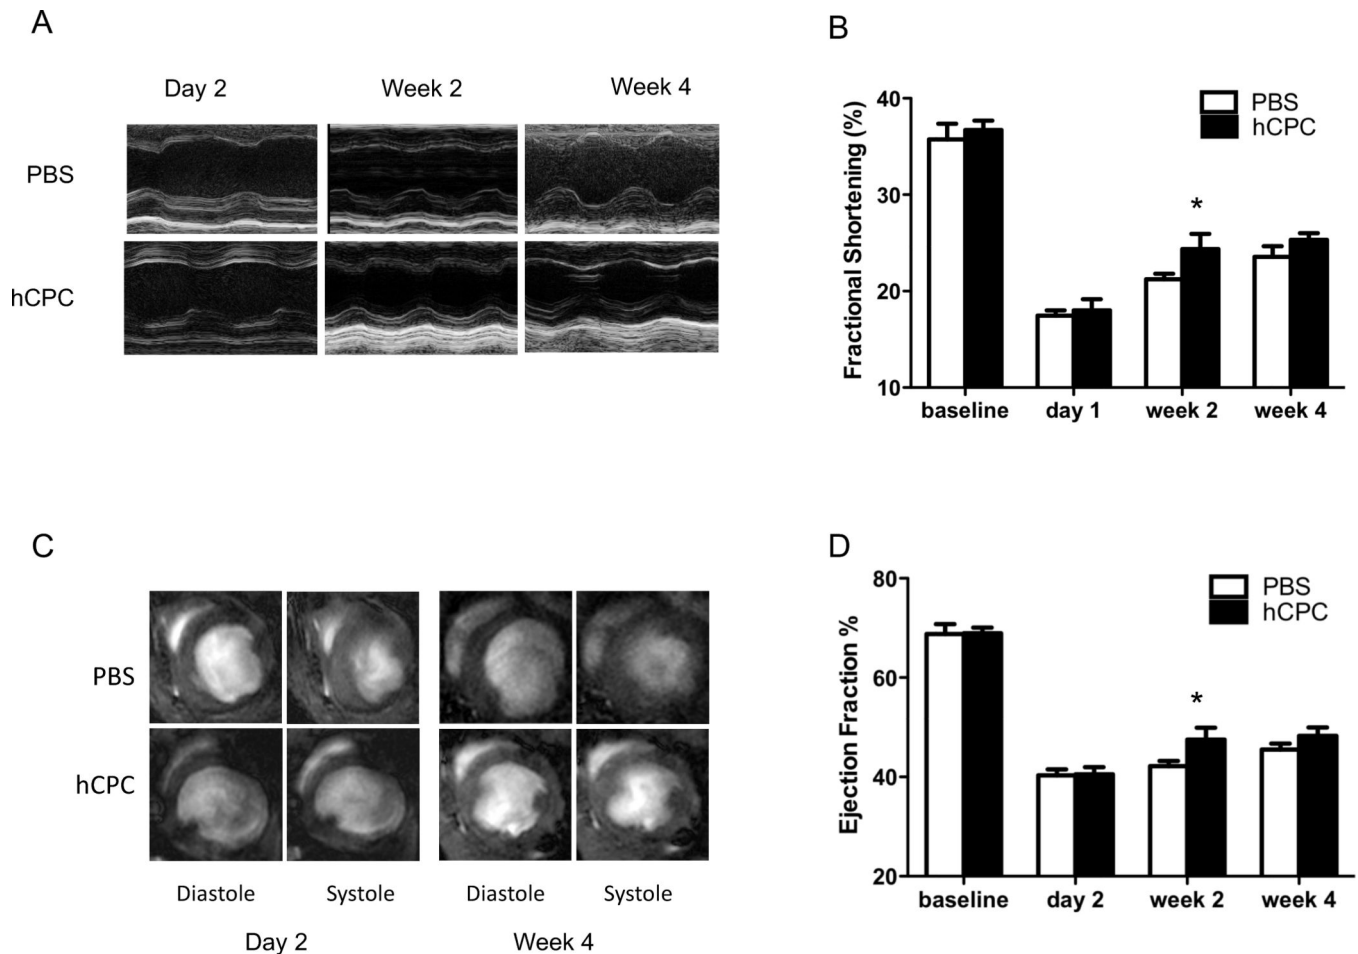 A
Day 2
Week 2
Week 4
PBS
hCPC
B
PBS
hCPC
Fractional Shortening (%)
40
30
20
10
*
baseline
day 1
week 2
week 4
C
PBS
hCPC
Diastole
Systole
Diastole
Systole
Day 2
Week 4
D
PBS
hCPC
Ejection Fraction %
80
60
40
20
*
baseline
day 2
week 2
week 4